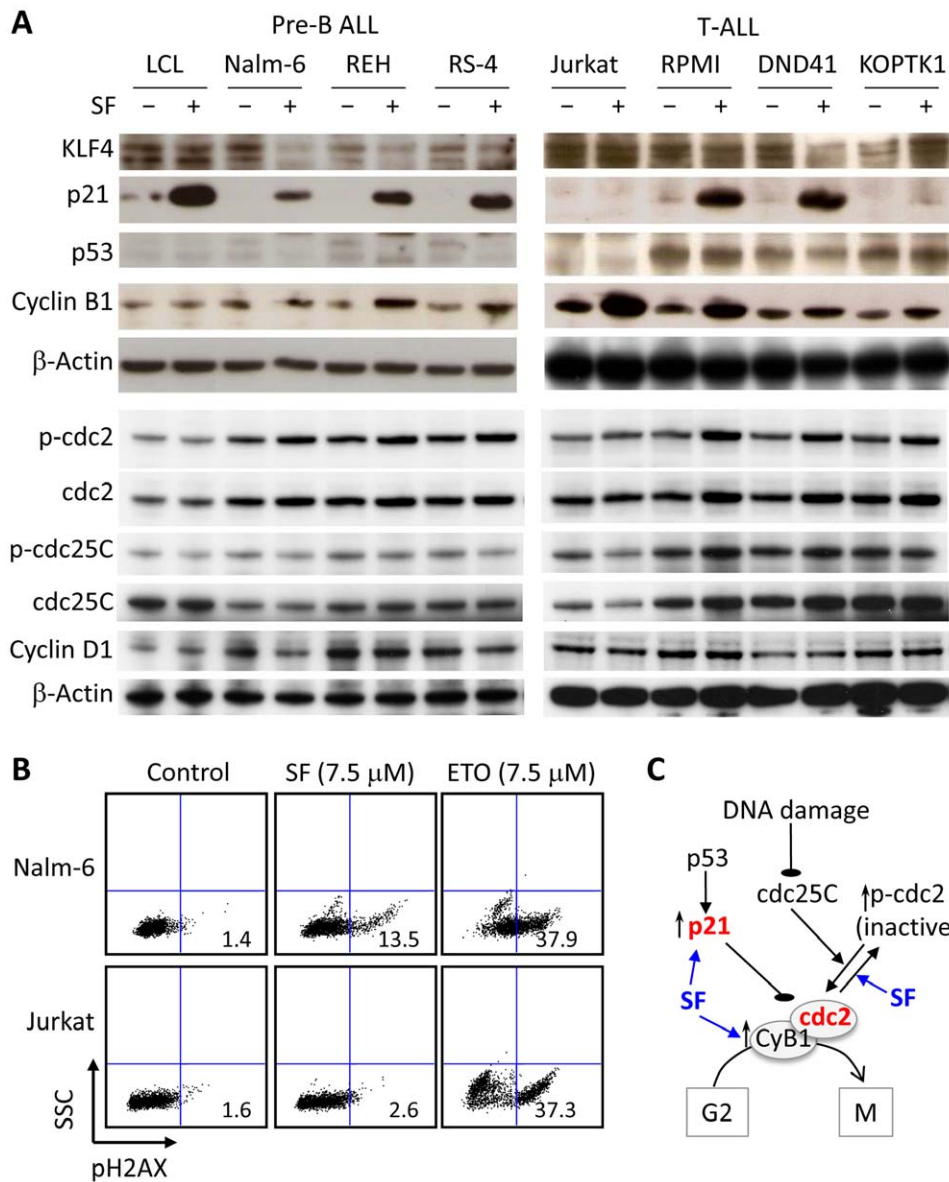 A
Pre-B ALL
T-ALL
LCL Nalm-6 REH RS-4 Jurkat RPMI DND41 KOPTK1
SF – + – + – + – + – + – + – + – +
KLF4
p21
p53
Cyclin B1
β-Actin
p-cdc2
cdc2
p-cdc25C
cdc25C
Cyclin D1
β-Actin
B
Control SF (7.5 μM) ETO (7.5 μM)
Nalm-6
1.4 13.5 37.9
Jurkat
1.6 2.6 37.3
SSC
pH2AX
C
DNA damage
p53
cdc25C
↑p-cdc2
(inactive)
↑p21
SF
SF
cdc2
↑CyB1
G2
M